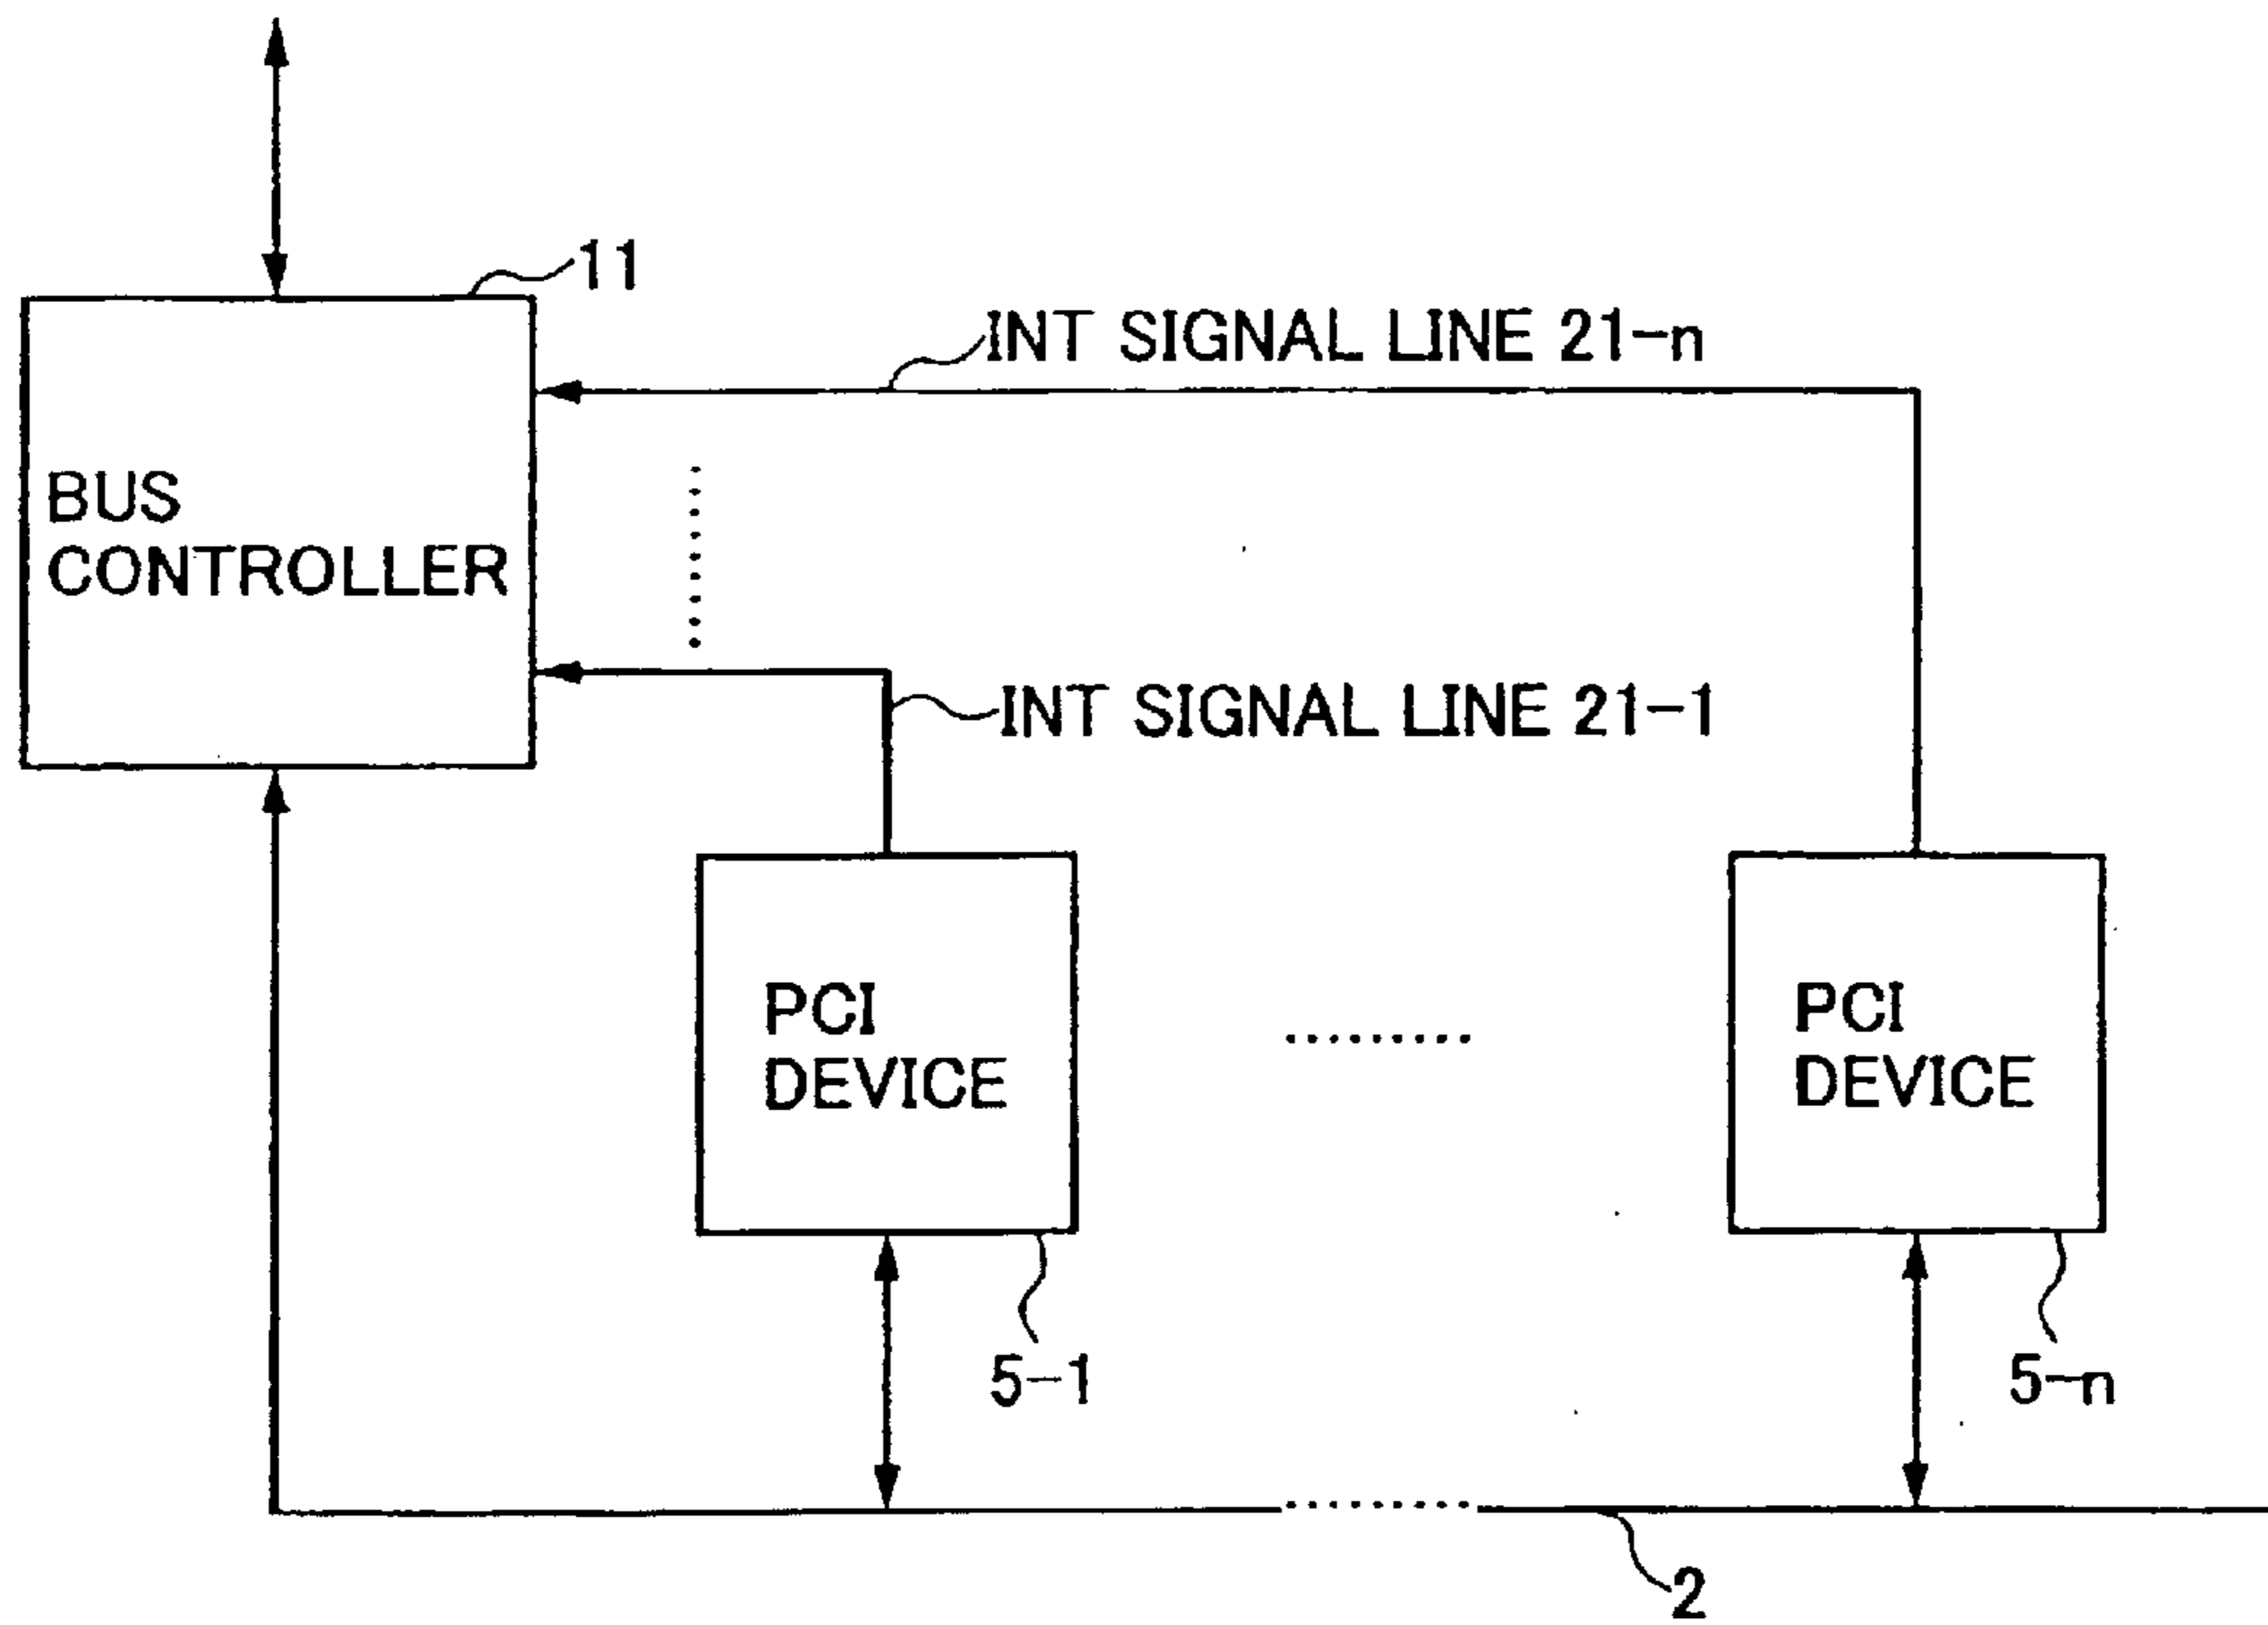 11
INT SIGNAL LINE 21-n
BUS
CONTROLLER
INT SIGNAL LINE 21-1
PCI
DEVICE
PCI
DEVICE
5-1
5-n
2